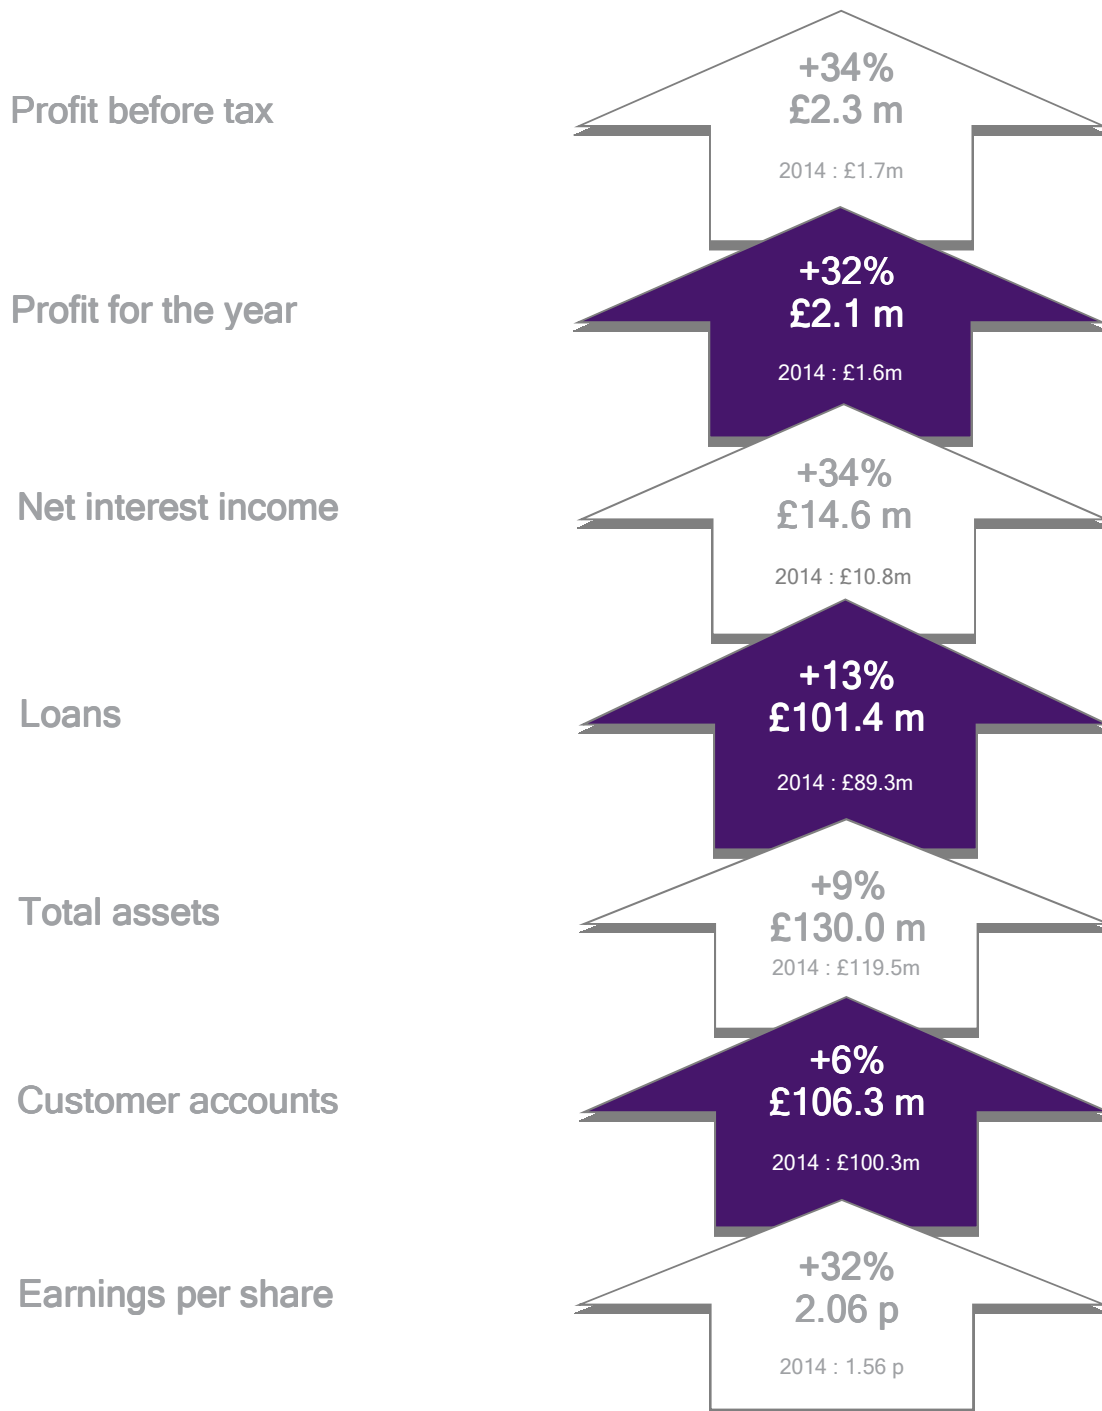 Profit before tax
+34%
£2.3 m
2014 : £1.7m
Profit for the year
+32%
£2.1 m
2014 : £1.6m
Net interest income
+34%
£14.6 m
2014 : £10.8m
Loans
+13%
£101.4 m
2014 : £89.3m
Total assets
+9%
£130.0 m
2014 : £119.5m
Customer accounts
+6%
£106.3 m
2014 : £100.3m
Earnings per share
+32%
2.06 p
2014 : 1.56 p